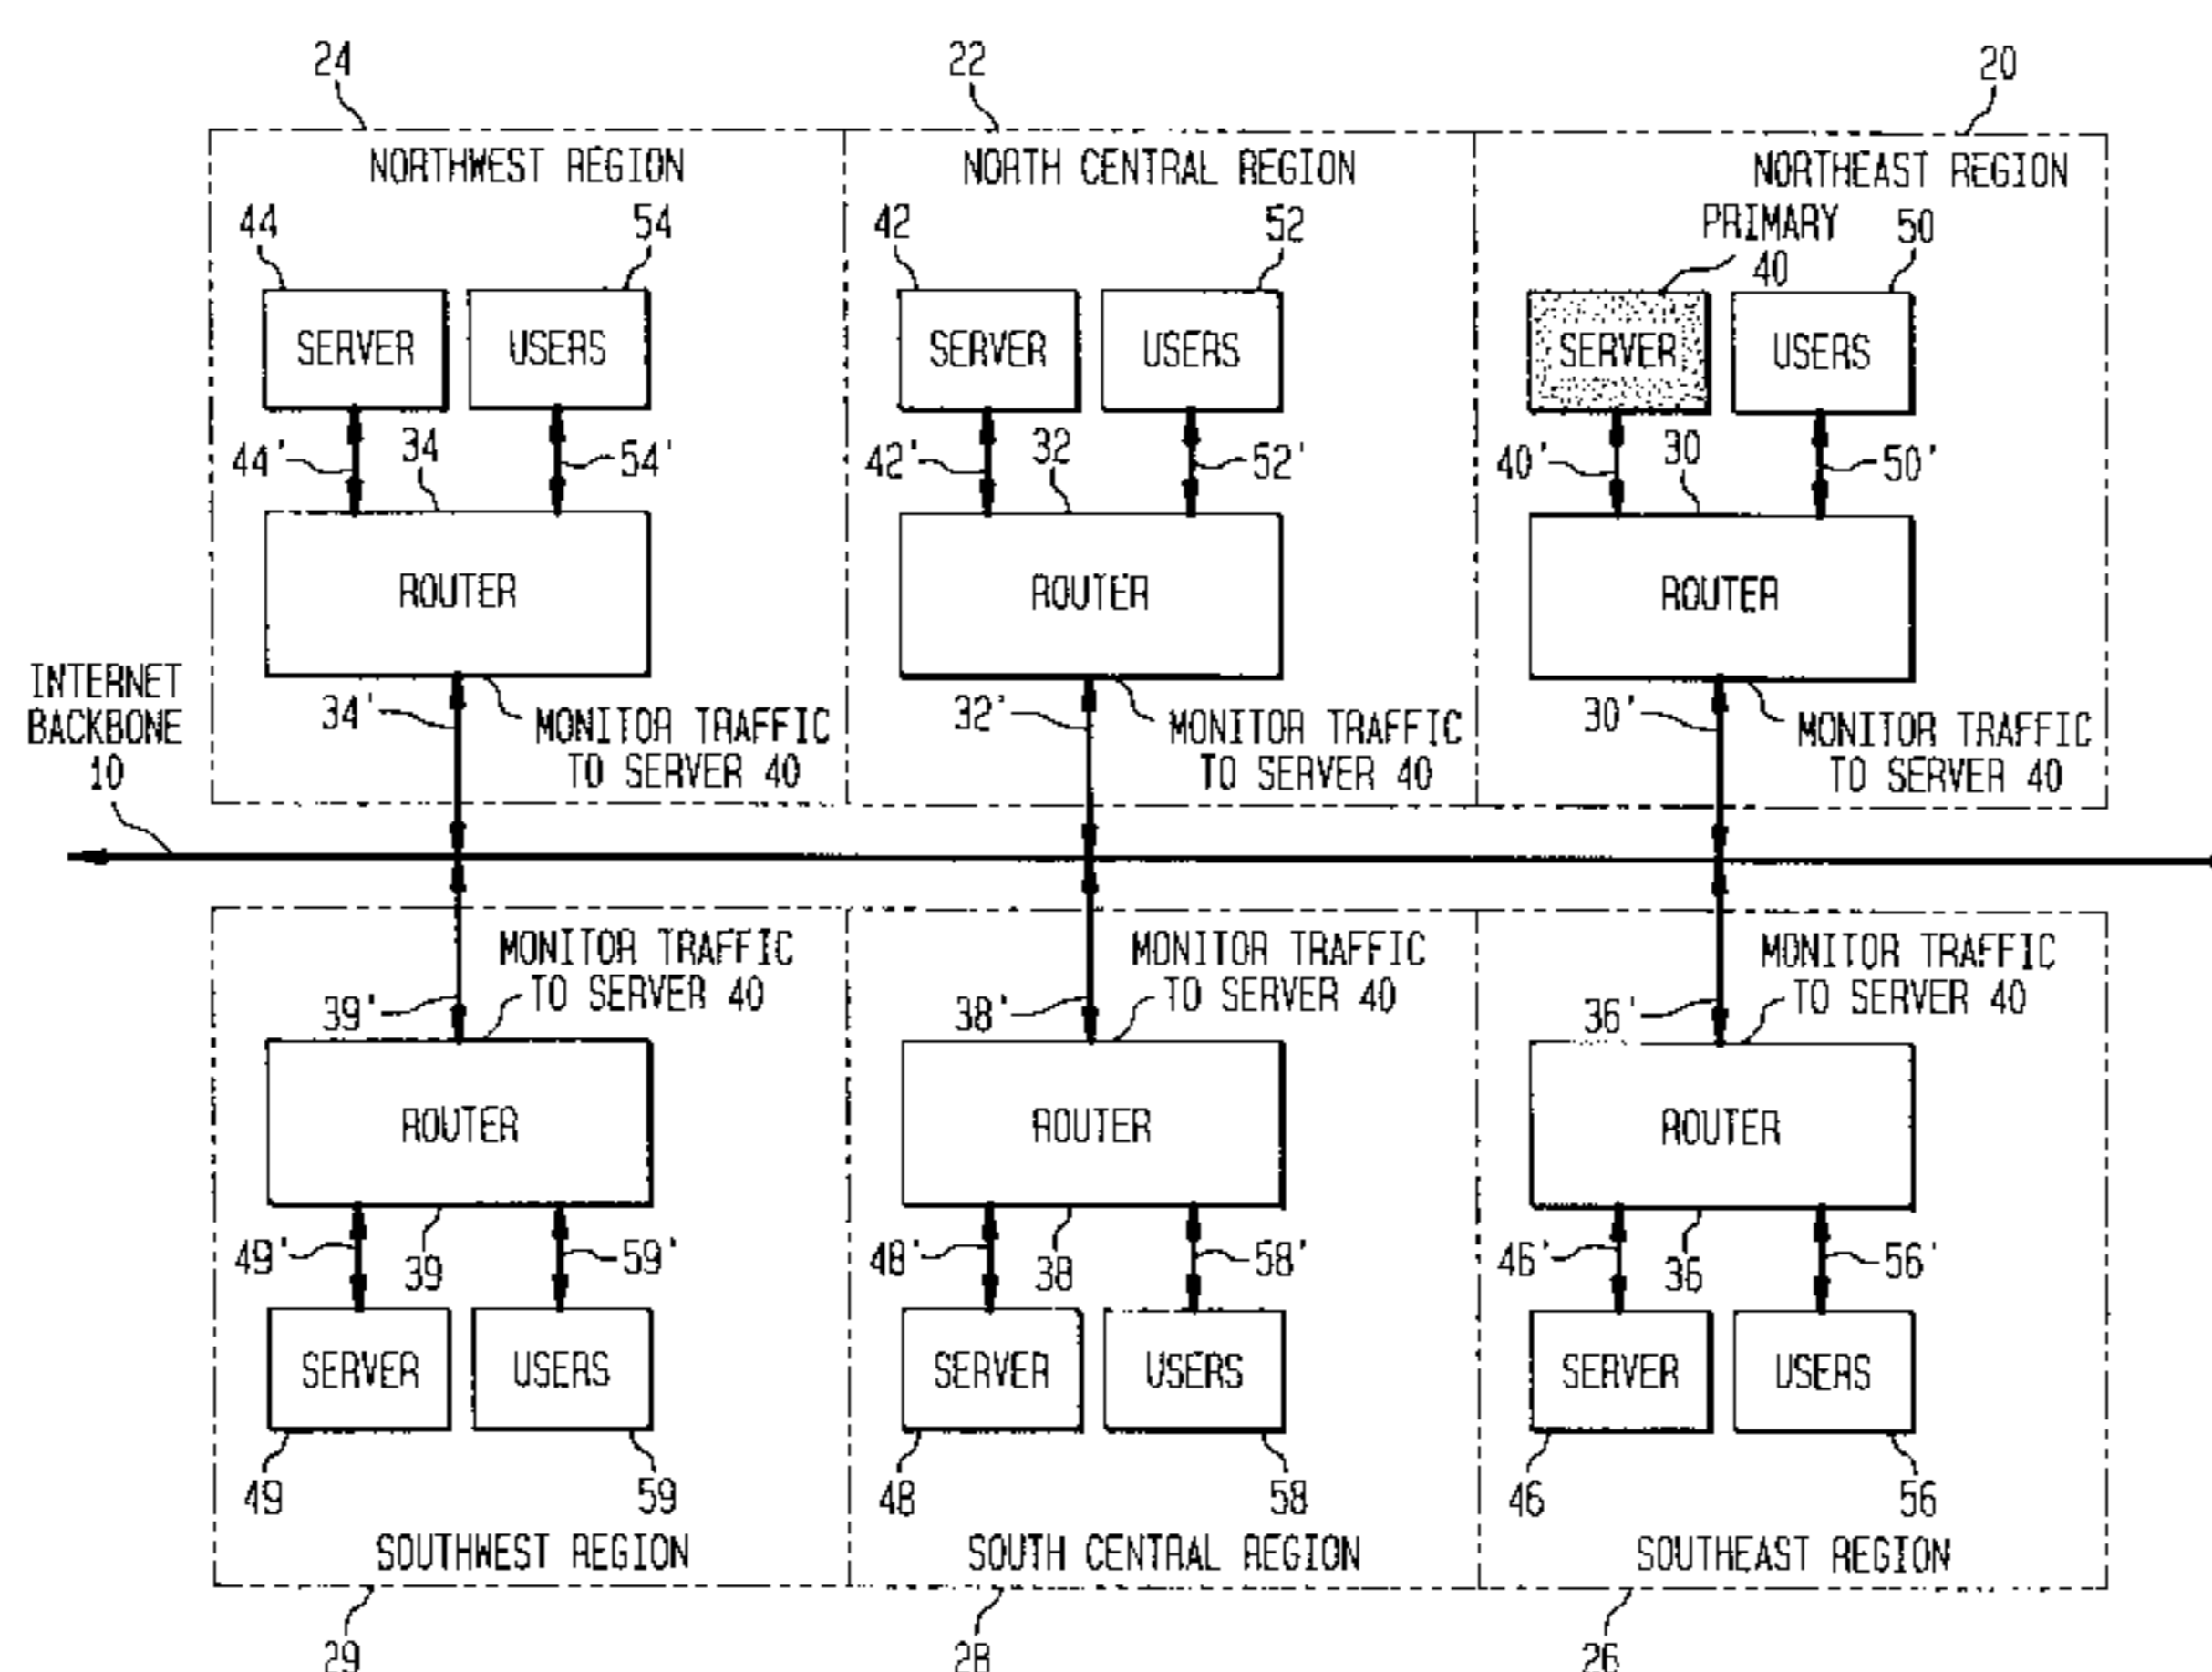 24
22
20
NORTHWEST REGION
NORTH CENTRAL REGION
NORTHEAST REGION
44
54
42
52
PRIMARY
40
50
SERVER
USERS
SERVER
USERS
SERVER
USERS
44'
34
54'
42'
32
52'
40'
30
50'
ROUTER
ROUTER
ROUTER
INTERNET
BACKBONE
10
34'
MONITOR TRAFFIC
TO SERVER 40
32'
MONITOR TRAFFIC
TO SERVER 40
30'
MONITOR TRAFFIC
TO SERVER 40
MONITOR TRAFFIC
TO SERVER 40
39'
MONITOR TRAFFIC
TO SERVER 40
38'
MONITOR TRAFFIC
TO SERVER 40
36'
ROUTER
ROUTER
ROUTER
49'
39
59'
48'
38
58'
46'
36
56'
SERVER
USERS
SERVER
USERS
SERVER
USERS
49
59
48
58
46
56
SOUTHWEST REGION
SOUTH CENTRAL REGION
SOUTHEAST REGION
29
28
26